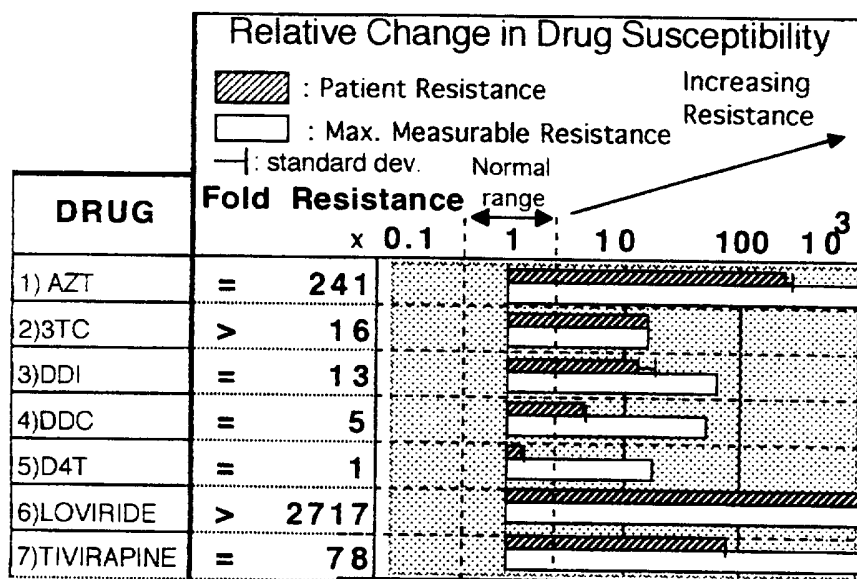 Relative Change in Drug Susceptibility
: Patient Resistance
Increasing
Resistance
: Max. Measurable Resistance
: standard dev.
Normal
range
DRUG
Fold Resistance
x 0.1 1 10 100 10^3
1) AZT = 241
2)3TC > 16
3)DDI = 13
4)DDC = 5
5)D4T = 1
6)LOVIRIDE > 2717
7)TIVIRAPINE = 78